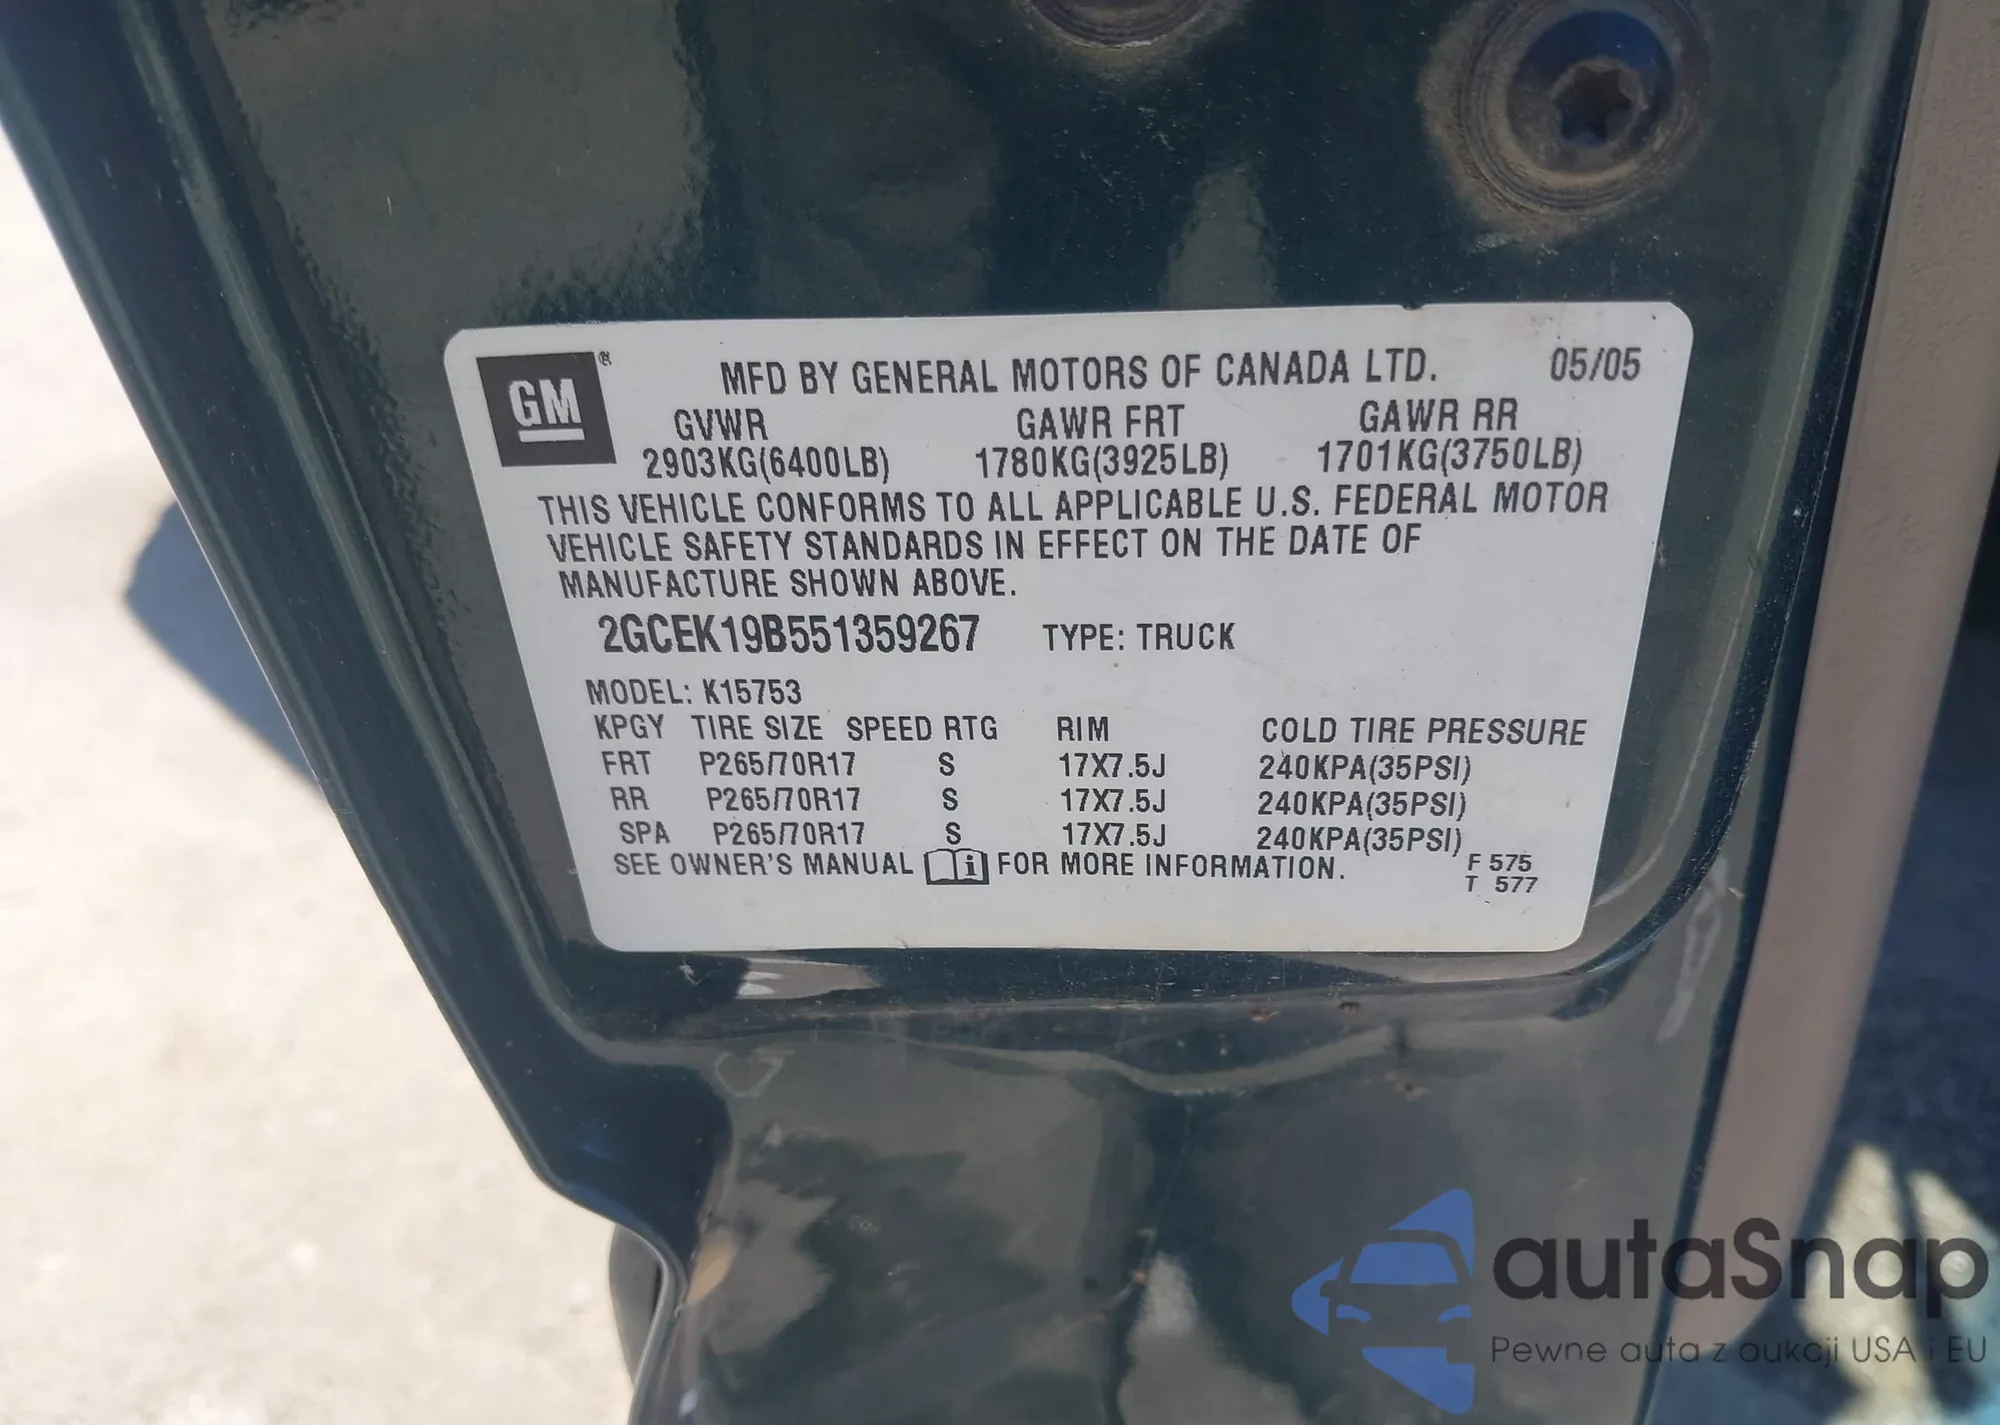 GM ®
MFD BY GENERAL MOTORS OF CANADA LTD. 05/05
GVWR GAWR FRT GAWR RR
2903KG(6400LB) 1780KG(3925LB) 1701KG(3750LB)
THIS VEHICLE CONFORMS TO ALL APPLICABLE U.S. FEDERAL MOTOR
VEHICLE SAFETY STANDARDS IN EFFECT ON THE DATE OF
MANUFACTURE SHOWN ABOVE.
2GCEK19B551359267 TYPE: TRUCK
MODEL: K15753
KPGY TIRE SIZE SPEED RTG RIM COLD TIRE PRESSURE
FRT P265/70R17 S 17X7.5J 240KPA(35PSI)
RR P265/70R17 S 17X7.5J 240KPA(35PSI)
SPA P265/70R17 S 17X7.5J 240KPA(35PSI)
SEE OWNER'S MANUAL i FOR MORE INFORMATION.
F 575
T 577
autaSnap
Pewne auta z aukcji USA i EU